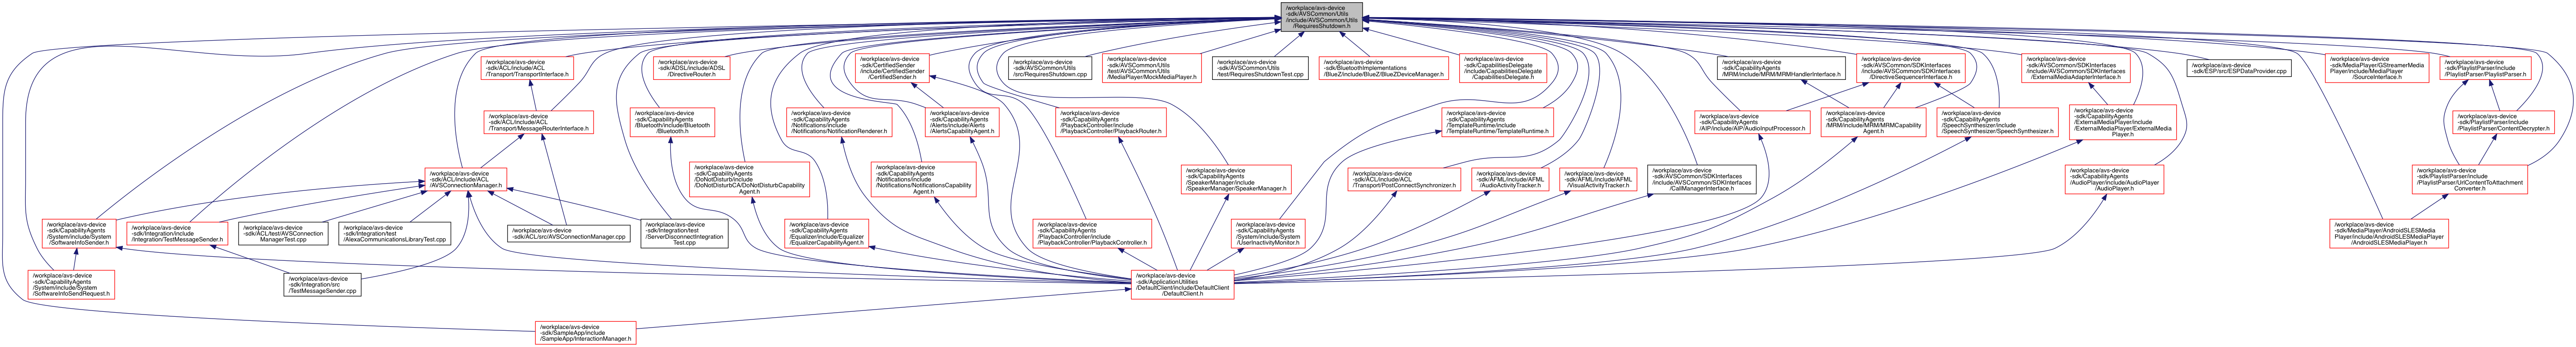 /workplace/avs-device
-sdk/AVSCommon/Utils
/include/AVSCommon/Utils
/RequiresShutdown.h
/workplace/avs-device
-sdk/ACL/include/ACL
/Transport/TransportInterface.h
/workplace/avs-device
-sdk/ADSL/include/ADSL
/DirectiveRouter.h
/workplace/avs-device
-sdk/CertifiedSender
/include/CertifiedSender
/CertifiedSender.h
/workplace/avs-device
-sdk/AVSCommon/Utils
/src/RequiresShutdown.cpp
/workplace/avs-device
-sdk/AVSCommon/Utils
/test/AVSCommon/Utils
/MediaPlayer/MockMediaPlayer.h
/workplace/avs-device
-sdk/AVSCommon/Utils
/test/RequiresShutdownTest.cpp
/workplace/avs-device
-sdk/BluetoothImplementations
/BlueZ/include/BlueZ/BlueZDeviceManager.h
/workplace/avs-device
-sdk/CapabilitiesDelegate
/include/CapabilitiesDelegate
/CapabilitiesDelegate.h
/workplace/avs-device
-sdk/CapabilityAgents
/MRM/include/MRM/MRMHandlerInterface.h
/workplace/avs-device
-sdk/AVSCommon/SDKInterfaces
/include/AVSCommon/SDKInterfaces
/DirectiveSequencerInterface.h
/workplace/avs-device
-sdk/AVSCommon/SDKInterfaces
/include/AVSCommon/SDKInterfaces
/ExternalMediaAdapterInterface.h
/workplace/avs-device
-sdk/ESP/src/ESPDataProvider.cpp
/workplace/avs-device
-sdk/MediaPlayer/GStreamerMedia
Player/include/MediaPlayer
/SourceInterface.h
/workplace/avs-device
-sdk/PlaylistParser/include
/PlaylistParser/PlaylistParser.h
/workplace/avs-device
-sdk/ACL/include/ACL
/Transport/MessageRouterInterface.h
/workplace/avs-device
-sdk/CapabilityAgents
/Bluetooth/include/Bluetooth
/Bluetooth.h
/workplace/avs-device
-sdk/CapabilityAgents
/Notifications/include
/Notifications/NotificationRenderer.h
/workplace/avs-device
-sdk/CapabilityAgents
/Alerts/include/Alerts
/AlertsCapabilityAgent.h
/workplace/avs-device
-sdk/CapabilityAgents
/PlaybackController/include
/PlaybackController/PlaybackRouter.h
/workplace/avs-device
-sdk/CapabilityAgents
/TemplateRuntime/include
/TemplateRuntime/TemplateRuntime.h
/workplace/avs-device
-sdk/CapabilityAgents
/AIP/include/AIP/AudioInputProcessor.h
/workplace/avs-device
-sdk/CapabilityAgents
/MRM/include/MRM/MRMCapability
Agent.h
/workplace/avs-device
-sdk/CapabilityAgents
/SpeechSynthesizer/include
/SpeechSynthesizer/SpeechSynthesizer.h
/workplace/avs-device
-sdk/CapabilityAgents
/ExternalMediaPlayer/include
/ExternalMediaPlayer/ExternalMedia
Player.h
/workplace/avs-device
-sdk/PlaylistParser/include
/PlaylistParser/ContentDecrypter.h
/workplace/avs-device
-sdk/ACL/include/ACL
/AVSConnectionManager.h
/workplace/avs-device
-sdk/CapabilityAgents
/DoNotDisturb/include
/DoNotDisturbCA/DoNotDisturbCapability
Agent.h
/workplace/avs-device
-sdk/CapabilityAgents
/Notifications/include
/Notifications/NotificationsCapability
Agent.h
/workplace/avs-device
-sdk/CapabilityAgents
/SpeakerManager/include
/SpeakerManager/SpeakerManager.h
/workplace/avs-device
-sdk/ACL/include/ACL
/Transport/PostConnectSynchronizer.h
/workplace/avs-device
-sdk/AFML/include/AFML
/AudioActivityTracker.h
/workplace/avs-device
-sdk/AFML/include/AFML
/VisualActivityTracker.h
/workplace/avs-device
-sdk/AVSCommon/SDKInterfaces
/include/AVSCommon/SDKInterfaces
/CallManagerInterface.h
/workplace/avs-device
-sdk/CapabilityAgents
/AudioPlayer/include/AudioPlayer
/AudioPlayer.h
/workplace/avs-device
-sdk/PlaylistParser/include
/PlaylistParser/UrlContentToAttachment
Converter.h
/workplace/avs-device
-sdk/CapabilityAgents
/System/include/System
/SoftwareInfoSender.h
/workplace/avs-device
-sdk/Integration/include
/Integration/TestMessageSender.h
/workplace/avs-device
-sdk/ACL/test/AVSConnection
ManagerTest.cpp
/workplace/avs-device
-sdk/Integration/test
/AlexaCommunicationsLibraryTest.cpp
/workplace/avs-device
-sdk/ACL/src/AVSConnectionManager.cpp
/workplace/avs-device
-sdk/Integration/test
/ServerDisconnectIntegration
Test.cpp
/workplace/avs-device
-sdk/CapabilityAgents
/Equalizer/include/Equalizer
/EqualizerCapabilityAgent.h
/workplace/avs-device
-sdk/CapabilityAgents
/PlaybackController/include
/PlaybackController/PlaybackController.h
/workplace/avs-device
-sdk/CapabilityAgents
/System/include/System
/UserInactivityMonitor.h
/workplace/avs-device
-sdk/MediaPlayer/AndroidSLESMedia
Player/include/AndroidSLESMediaPlayer
/AndroidSLESMediaPlayer.h
/workplace/avs-device
-sdk/CapabilityAgents
/System/include/System
/SoftwareInfoSendRequest.h
/workplace/avs-device
-sdk/Integration/src
/TestMessageSender.cpp
/workplace/avs-device
-sdk/ApplicationUtilities
/DefaultClient/include/DefaultClient
/DefaultClient.h
/workplace/avs-device
-sdk/SampleApp/include
/SampleApp/InteractionManager.h